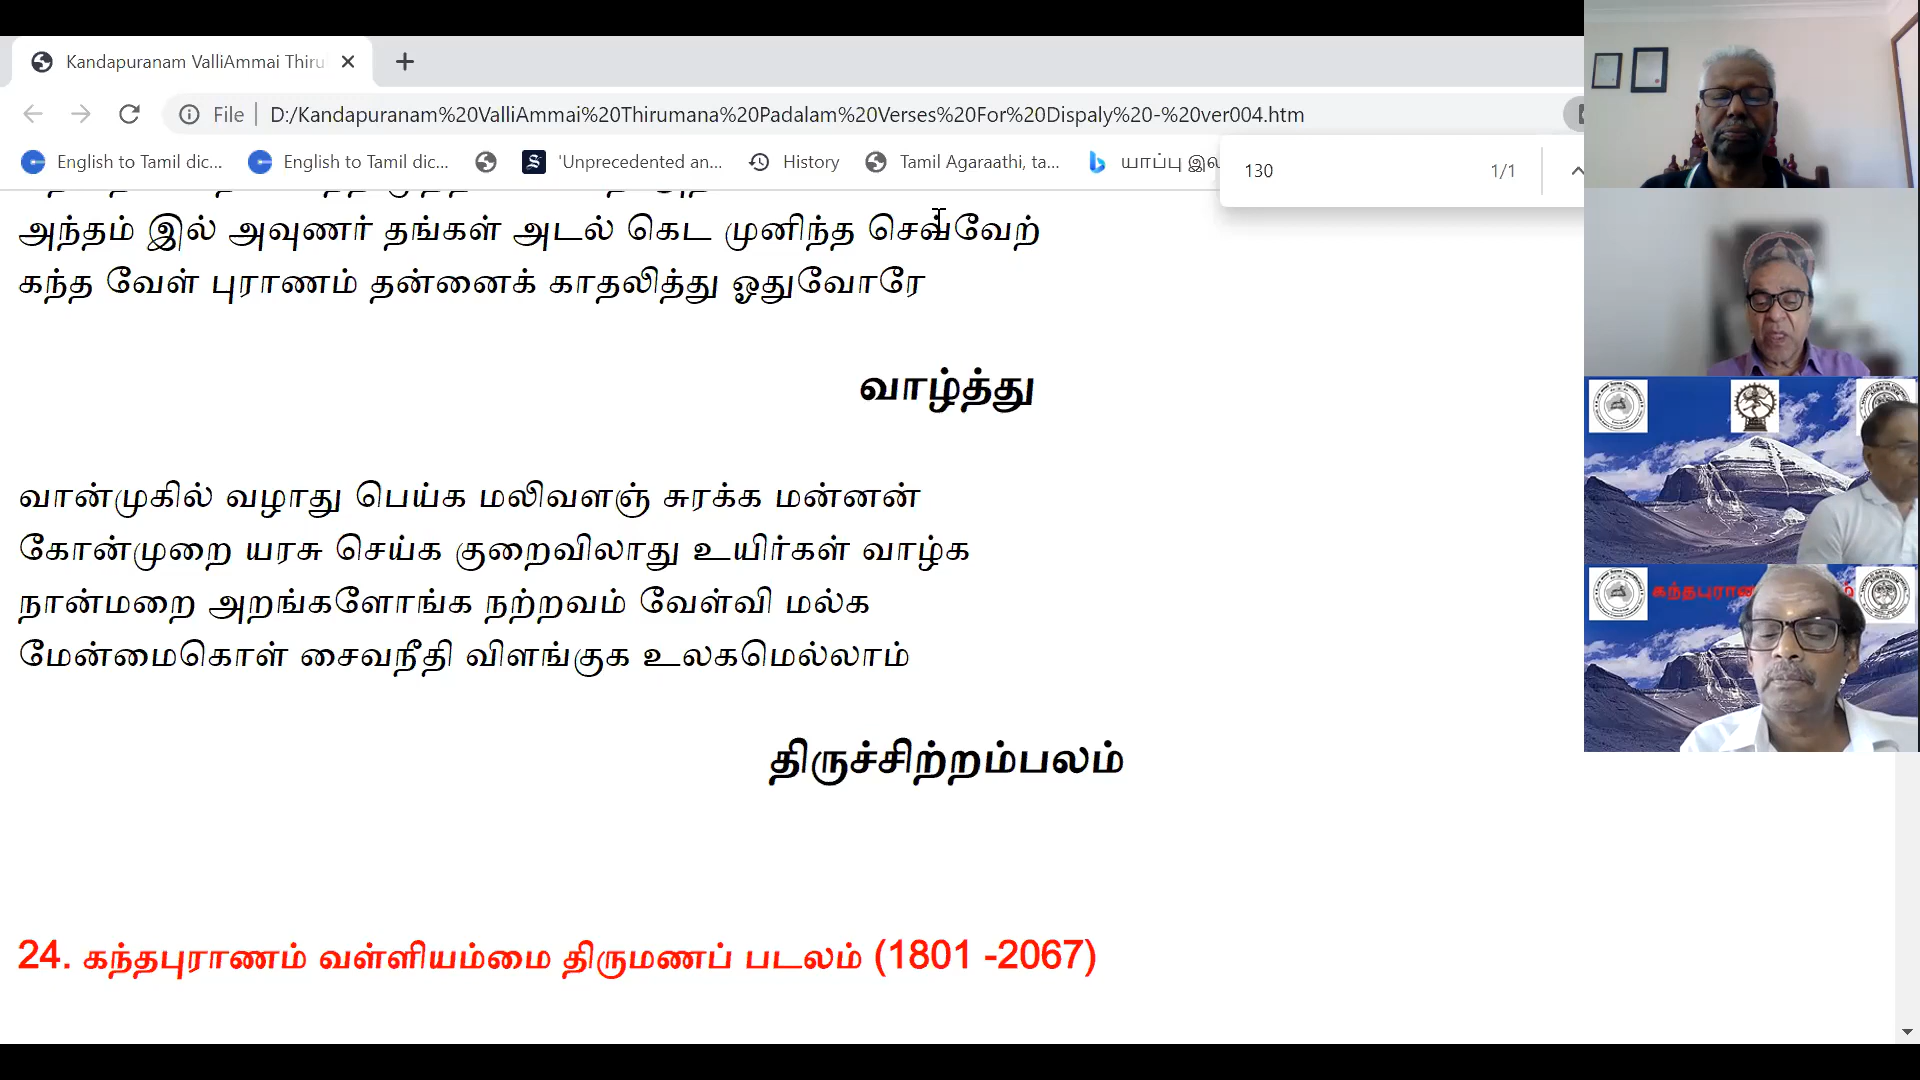 Kandapuranam ValliAmmai Thiru
File
D:/Kandapuranam%20ValliAmmai%20Thirumana%20Padalam%20Verses%20For%20Dispaly%20-%20ver004.htm
English to Tamil dic...
English to Tamil dic...
'Unprecedented an...
History
Tamil Agaraathi, ta...
யாப்பு இல
130
1/1
அந்தம் இல் அவுணர் தங்கள் அடல் கெட முனிந்த செவ்வேற்
கந்த வேள் புராணம் தன்னைக் காதலித்து ஓதுவோரே
வாழ்த்து
வான்முகில் வழாது பெய்க மலிவளஞ் சுரக்க மன்னன்
கோன்முறை யரசு செய்க குறைவிலாது உயிர்கள் வாழ்க
நான்மறை அறங்களோங்க நற்றவம் வேள்வி மல்க
மேன்மைகொள் சைவநீதி விளங்குக உலகமெல்லாம்
திருச்சிற்றம்பலம்
24. கந்தபுராணம் வள்ளியம்மை திருமணப் படலம் (1801 -2067)